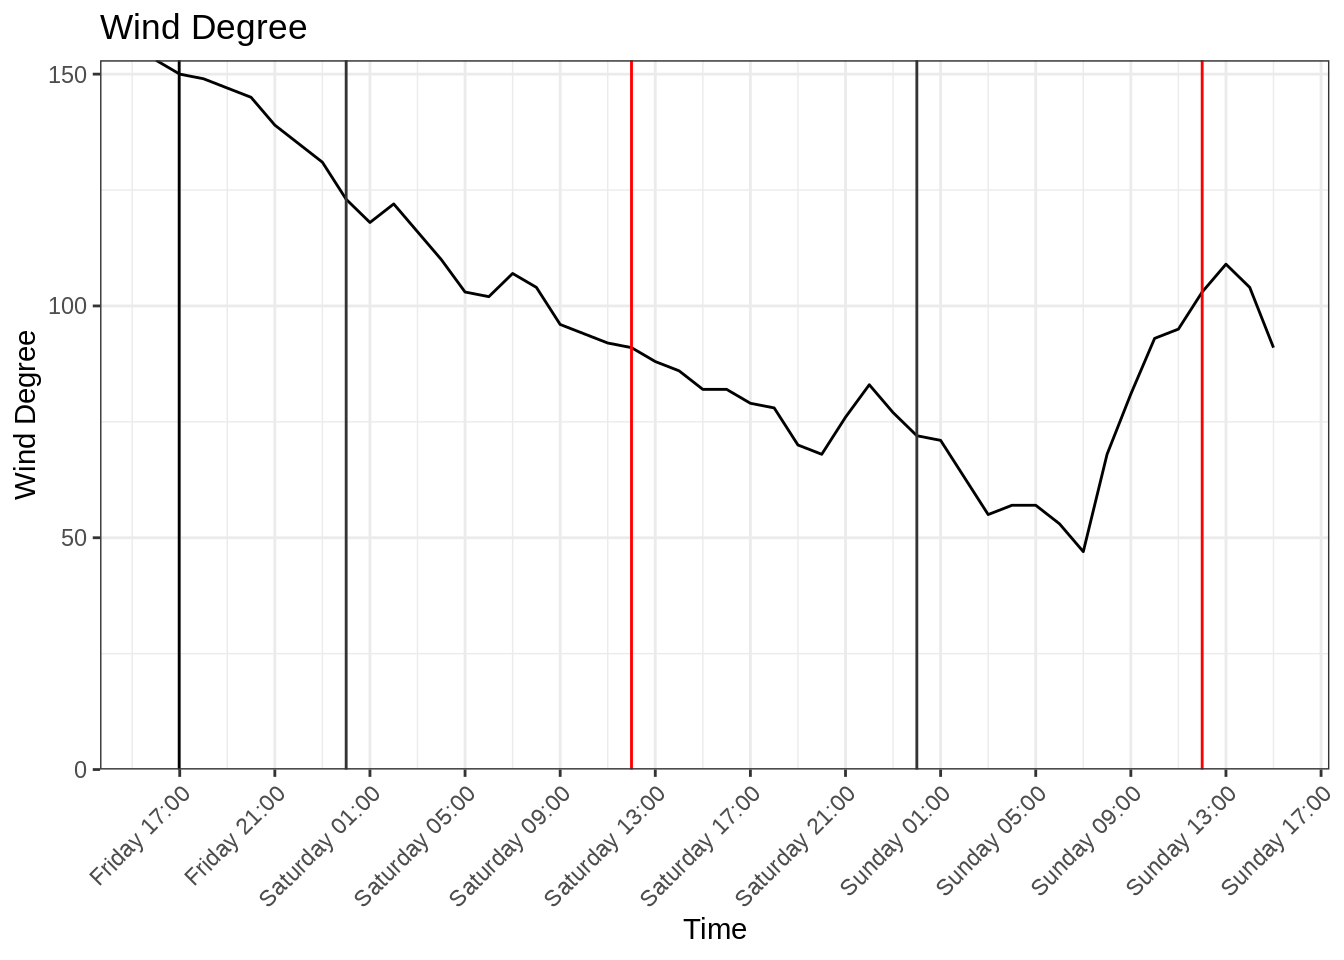 Wind Degree
150
100
50
0
Wind Degree
Friday 17:00
Friday 21:00
Saturday 01:00
Saturday 05:00
Saturday 09:00
Saturday 13:00
Saturday 17:00
Saturday 21:00
Sunday 01:00
Sunday 05:00
Sunday 09:00
Sunday 13:00
Sunday 17:00
Time